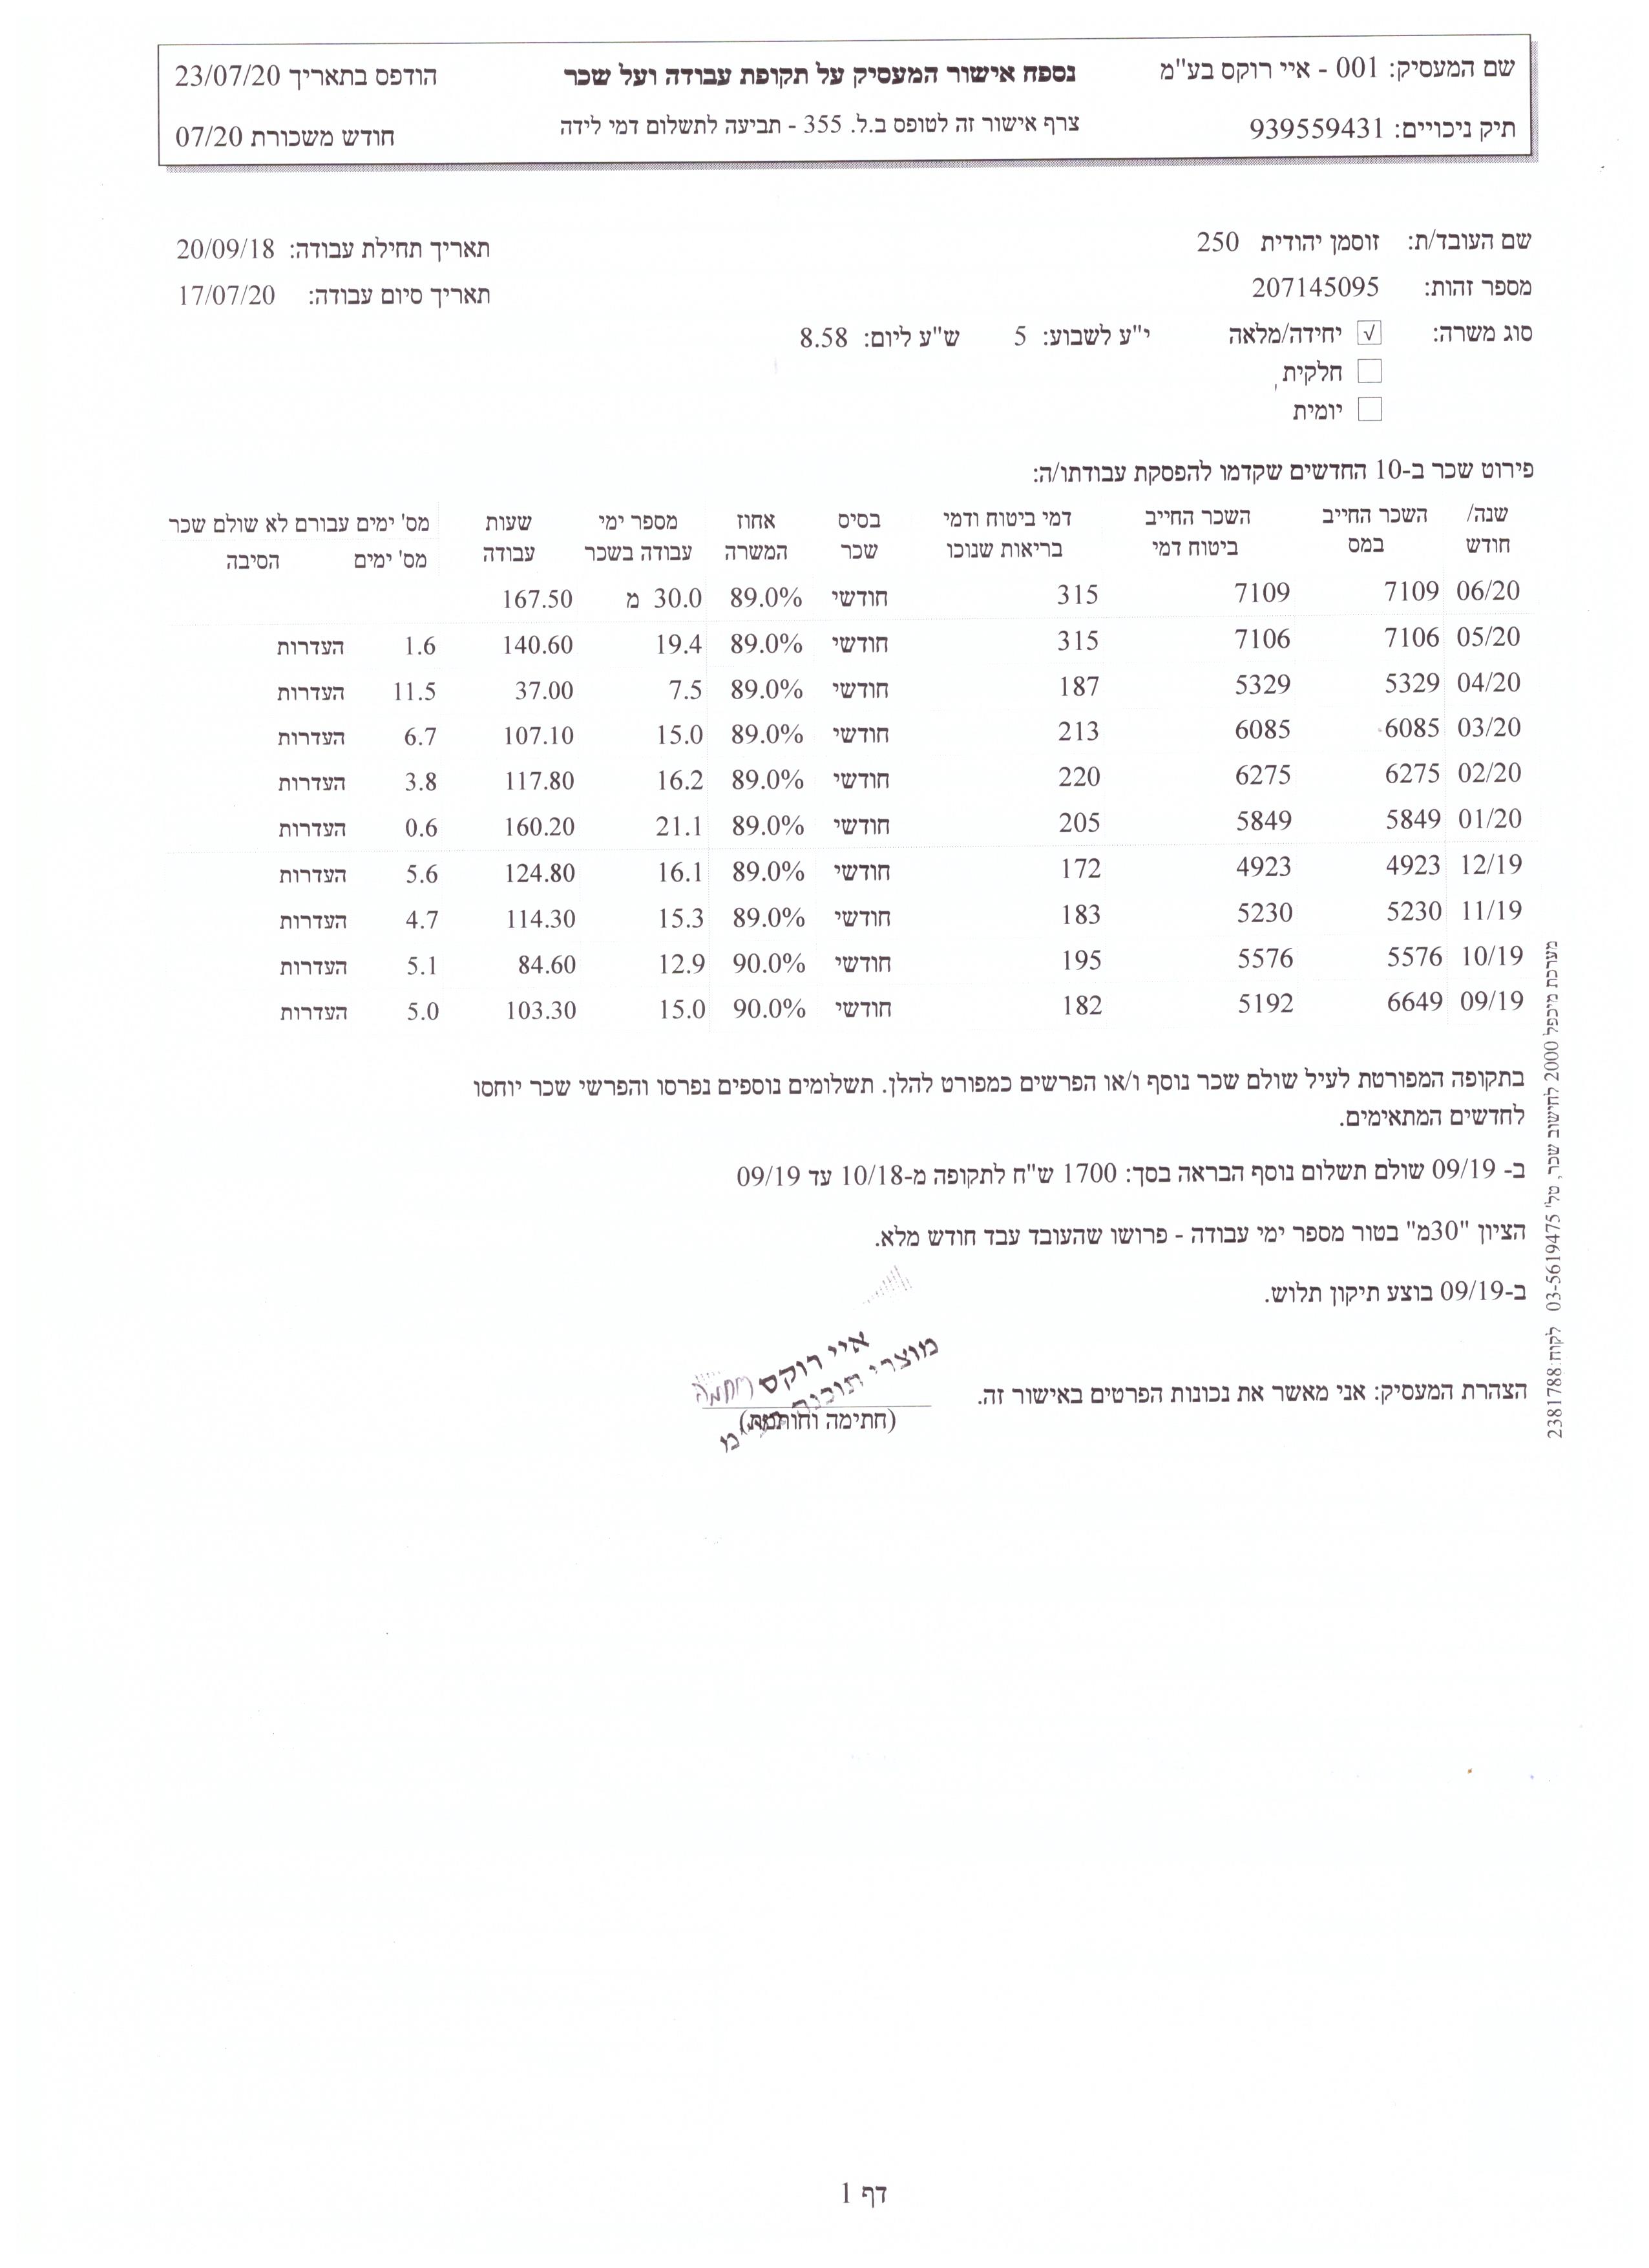 שם המעסיק: 001 - איי רוקס בע"מ נספח אישור המעסיק על תקופת עבודה ועל שכר הודפס בתאריך 23/07/20
תיק ניכויים: 939559431 צרף אישור זה לטופס ב.ל. 355 - תביעה לתשלום דמי לידה חודש משכורת 07/20
שם העובד/ת: זוסמן יהודית 250 תאריך תחילת עבודה: 20/09/18
מספר זהות: 207145095 תאריך סיום עבודה: 17/07/20
סוג משרה: √ יחידה/מלאה י"ע לשבוע: 5 ש"ע ליום: 8.58
חלקית
יומית
פירוט שכר ב-10 החדשים שקדמו להפסקת עבודתו/ה:
שנה/ השכר החייב השכר החייב דמי ביטוח ודמי בסיס אחוז מספר ימי שעות מס' ימים עבורם לא שולם שכר
חודש במס ביטוח דמי בריאות שנוכו שכר המשרה עבודה בשכר עבודה מס' ימים הסיבה
06/20 7109 7109 315 חודשי 89.0% 30.0 מ 167.50
05/20 7106 7106 315 חודשי 89.0% 19.4 140.60 1.6 העדרות
04/20 5329 5329 187 חודשי 89.0% 7.5 37.00 11.5 העדרות
03/20 6085 6085 213 חודשי 89.0% 15.0 107.10 6.7 העדרות
02/20 6275 6275 220 חודשי 89.0% 16.2 117.80 3.8 העדרות
01/20 5849 5849 205 חודשי 89.0% 21.1 160.20 0.6 העדרות
12/19 4923 4923 172 חודשי 89.0% 16.1 124.80 5.6 העדרות
11/19 5230 5230 183 חודשי 89.0% 15.3 114.30 4.7 העדרות
10/19 5576 5576 195 חודשי 90.0% 12.9 84.60 5.1 העדרות
09/19 6649 5192 182 חודשי 90.0% 15.0 103.30 5.0 העדרות
בתקופה המפורטת לעיל שולם שכר נוסף ו/או הפרשים כמפורט להלן. תשלומים נוספים נפרסו והפרשי שכר יוחסו
לחדשים המתאימים.
ב- 09/19 שולם תשלום נוסף הבראה בסך: 1700 ש"ח לתקופה מ-10/18 עד 09/19
הציון "30מ" בטור מספר ימי עבודה - פרושו שהעובד עבד חודש מלא.
ב-09/19 בוצע תיקון תלוש.
הצהרת המעסיק: אני מאשר את נכונות הפרטים באישור זה.
איי רוקס
מוצרי תוכנה בע"מ
(חתימה וחותמת)
מערכת מיכפל 2000 לחישוב שכר, טל' 03-5619475 לקוח:2381788
דף 1